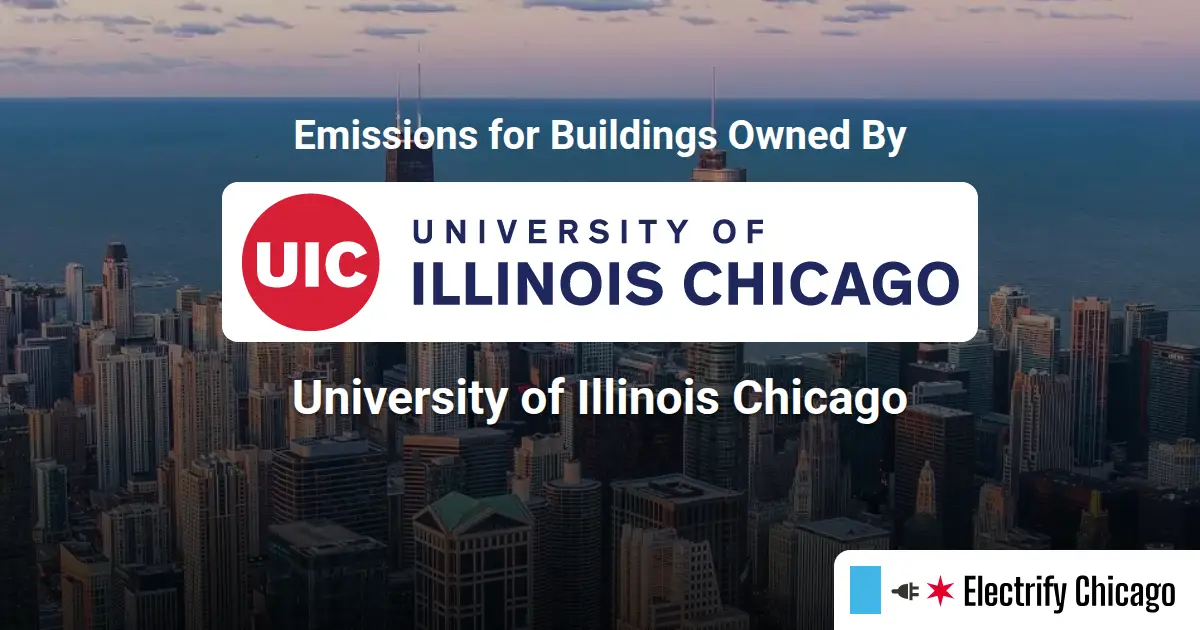 Emissions for Buildings Owned By
UIC
UNIVERSITY OF
ILLINOIS CHICAGO
University of Illinois Chicago
Electrify Chicago